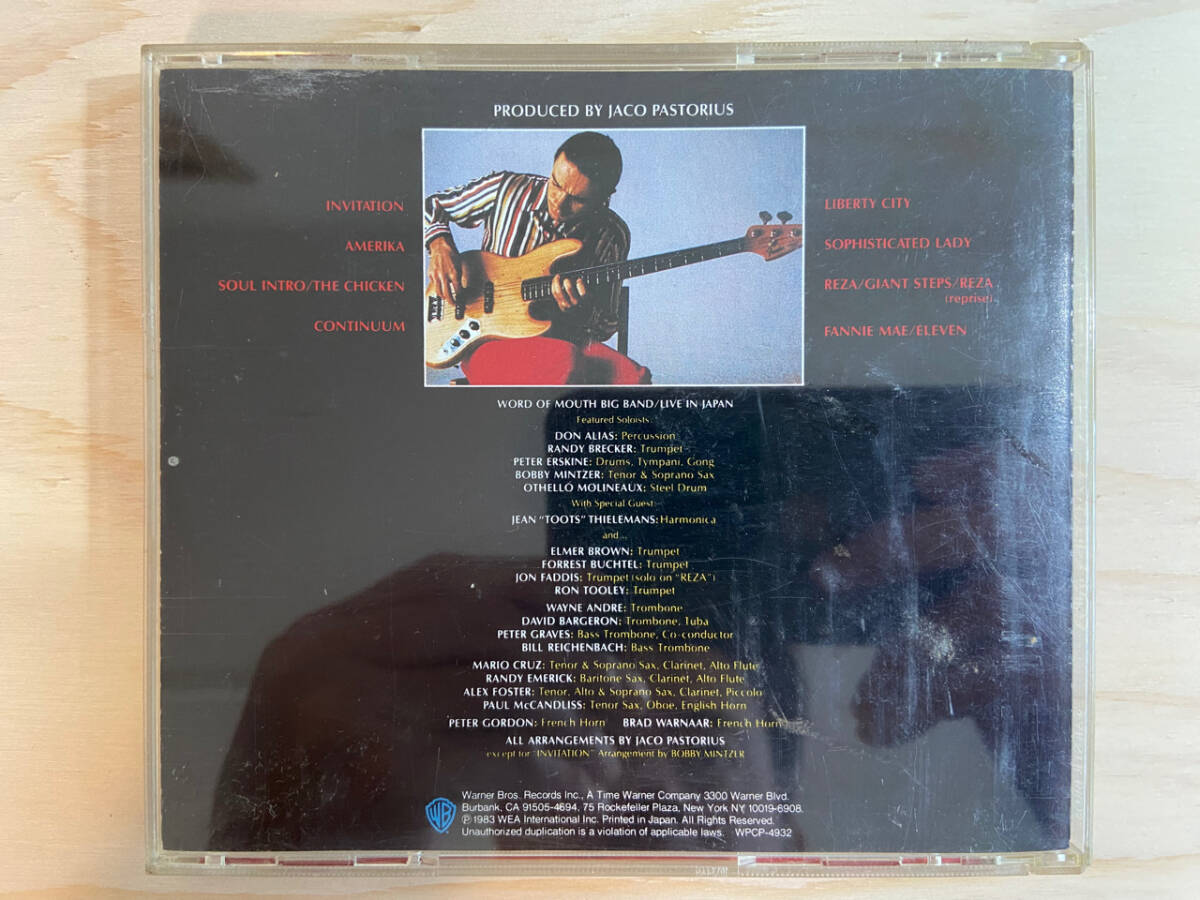 PRODUCED BY JACO PASTORIUS
INVITATION
AMERIKA
SOUL INTRO/THE CHICKEN
CONTINUUM
LIBERTY CITY
SOPHISTICATED LADY
REZA/GIANT STEPS/REZA
(reprise)
FANNIE MAE/ELEVEN
WORD OF MOUTH BIG BAND/LIVE IN JAPAN
Featured Soloists:
DON ALIAS: Percussion
RANDY BRECKER: Trumpet
PETER ERSKINE: Drums, Tympani, Gong
BOBBY MINTZER: Tenor & Soprano Sax
OTHELLO MOLINEAUX: Steel Drum
With Special Guest:
JEAN "TOOTS" THIELEMANS: Harmonica
and...
ELMER BROWN: Trumpet
FORREST BUCHTEL: Trumpet
JON FADDIS: Trumpet (solo on "REZA")
RON TOOLEY: Trumpet
WAYNE ANDRE: Trombone
DAVID BARGERON: Trombone, Tuba
PETER GRAVES: Bass Trombone, Co-conductor
BILL REICHENBACH: Bass Trombone
MARIO CRUZ: Tenor & Soprano Sax, Clarinet, Alto Flute
RANDY EMERICK: Baritone Sax, Clarinet, Alto Flute
ALEX FOSTER: Tenor, Alto & Soprano Sax, Clarinet, Piccolo
PAUL McCANDLISS: Tenor Sax, Oboe, English Horn
PETER GORDON: French Horn BRAD WARNAAR: French Horn
ALL ARRANGEMENTS BY JACO PASTORIUS
except for "INVITATION" Arrangement by BOBBY MINTZER
WB
Warner Bros. Records Inc., A Time Warner Company 3300 Warner Blvd.
Burbank, CA 91505-4694, 75 Rockefeller Plaza, New York NY 10019-6908.
℗ 1983 WEA International Inc. Printed in Japan. All Rights Reserved.
Unauthorized duplication is a violation of applicable laws. WPCP-4932